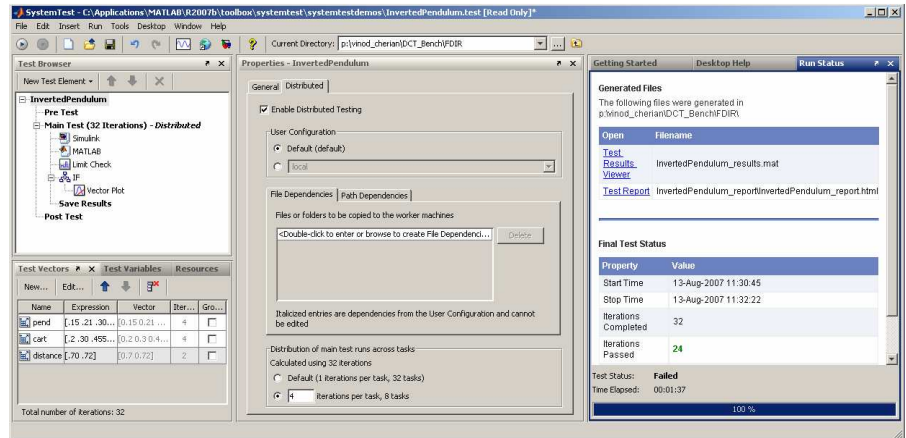 SystemTest - C:\Applications\MATLAB\R2007b\toolbox\systemtest\systemtestdemos\InvertedPendulum.test [Read Only]*
File Edit Insert Run Tools Desktop Window Help
Current Directory: p:\vinod_cherian\DCT_Bench\FDIR
Test Browser
New Test Element
InvertedPendulum
Pre Test
Main Test (32 Iterations) - Distributed
Simulink
MATLAB
Limit Check
IF
Vector Plot
Save Results
Post Test
Test Vectors Test Variables Resources
New... Edit...
Name Expression Vector Iter... Gro...
pend [.15 .21 .30... [0.15 0.21 ... 4
cart [.2 .30 .455... [0.2 0.3 0.4... 4
distance [.70 .72] [0.7 0.72] 2
Total number of iterations: 32
Properties - InvertedPendulum
General Distributed
Enable Distributed Testing
User Configuration
Default (default)
local
File Dependencies Path Dependencies
Files or folders to be copied to the worker machines
<Double-click to enter or browse to create File Dependenci...
Delete
Italicized entries are dependencies from the User Configuration and cannot
be edited
Distribution of main test runs across tasks
Calculated using 32 iterations
Default (1 iterations per task, 32 tasks)
4 iterations per task, 8 tasks
Getting Started Desktop Help Run Status
Generated Files
The following files were generated in
p:\vinod_cherian\DCT_Bench\FDIR\
Open Filename
Test
Results
Viewer
InvertedPendulum_results.mat
Test Report InvertedPendulum_report\InvertedPendulum_report.html
Final Test Status
Property Value
Start Time 13-Aug-2007 11:30:45
Stop Time 13-Aug-2007 11:32:22
Iterations
Completed
32
Iterations
Passed
24
Test Status: Failed
Time Elapsed: 00:01:37
100 %